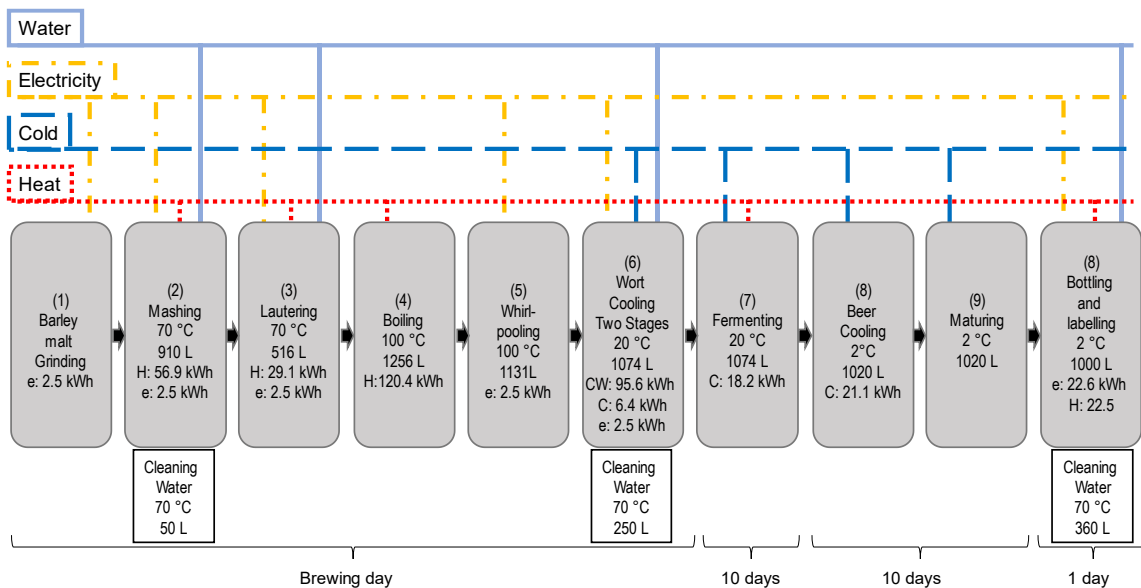 Water
Electricity
Cold
Heat
(1)
Barley
malt
Grinding
e: 2.5 kWh
(2)
Mashing
70 °C
910 L
H: 56.9 kWh
e: 2.5 kWh
(3)
Lautering
70 °C
516 L
H: 29.1 kWh
e: 2.5 kWh
(4)
Boiling
100 °C
1256 L
H:120.4 kWh
(5)
Whirl-
pooling
100 °C
1131L
e: 2.5 kWh
(6)
Wort
Cooling
Two Stages
20 °C
1074 L
CW: 95.6 kWh
C: 6.4 kWh
e: 2.5 kWh
(7)
Fermenting
20 °C
1074 L
C: 18.2 kWh
(8)
Beer
Cooling
2°C
1020 L
C: 21.1 kWh
(9)
Maturing
2 °C
1020 L
(8)
Bottling
and
labelling
2 °C
1000 L
e: 22.6 kWh
H: 22.5
Cleaning
Water
70 °C
50 L
Cleaning
Water
70 °C
250 L
Cleaning
Water
70 °C
360 L
Brewing day
10 days
10 days
1 day